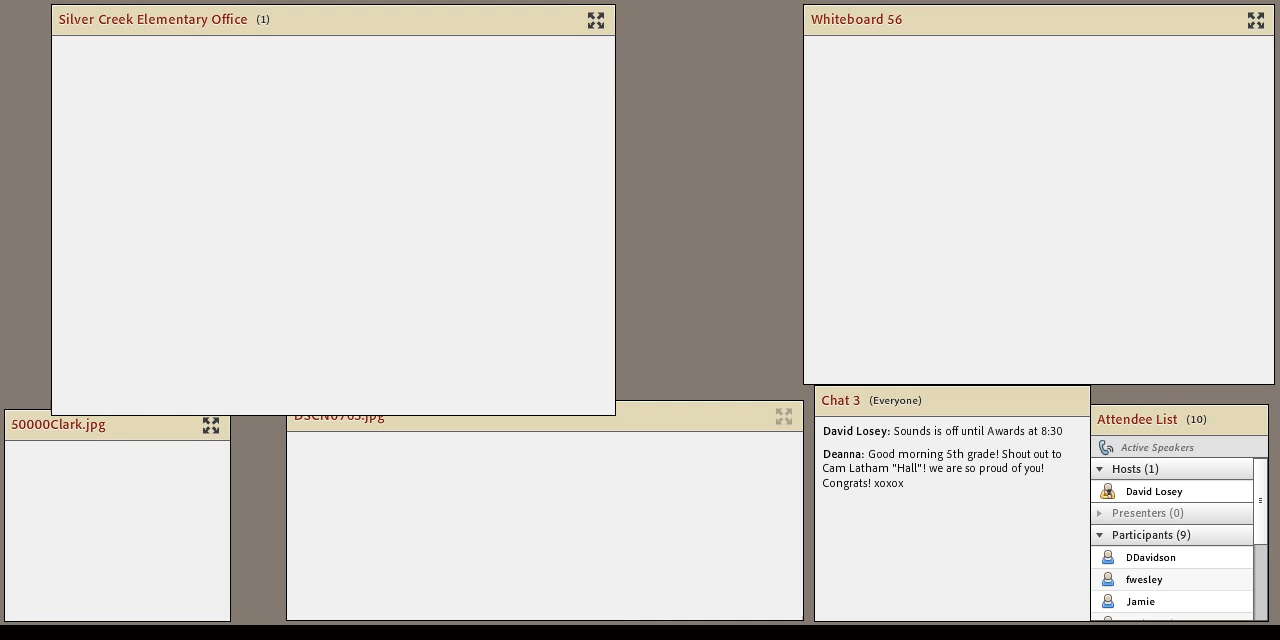 Silver Creek Elementary Office (1)
Whiteboard 56
50000Clark.jpg
DSCN0765.jpg
Chat 3 (Everyone)
David Losey: Sounds is off until Awards at 8:30
Deanna: Good morning 5th grade! Shout out to
Cam Latham "Hall"! we are so proud of you!
Congrats! xoxox
Attendee List (10)
Active Speakers
Hosts (1)
David Losey
Presenters (0)
Participants (9)
DDavidson
fwesley
Jamie